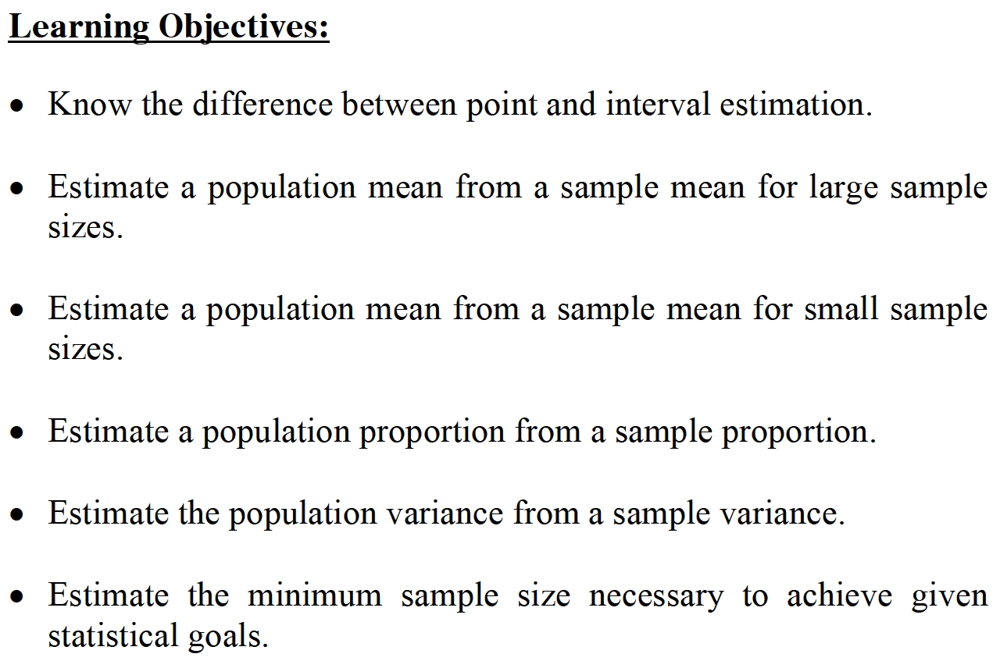 Learning Objectives:
• Know the difference between point and interval estimation.
• Estimate a population mean from a sample mean for large sample
sizes.
• Estimate a population mean from a sample mean for small sample
sizes.
• Estimate a population proportion from a sample proportion.
• Estimate the population variance from a sample variance.
• Estimate the minimum sample size necessary to achieve given
statistical goals.